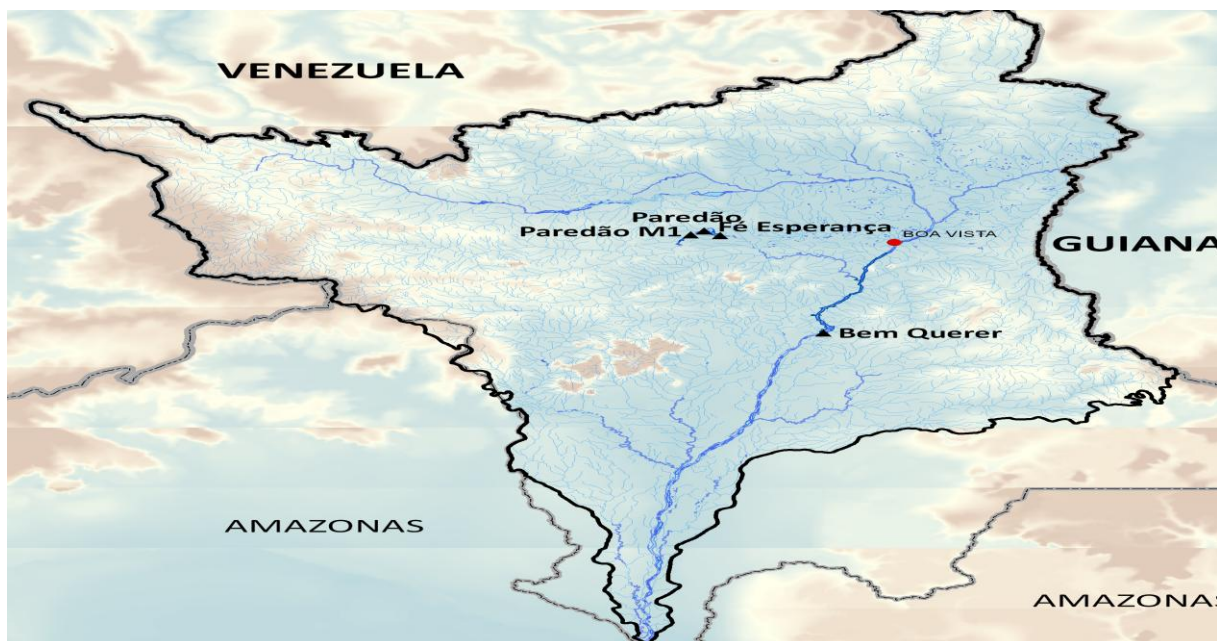 VENEZUELA
Paredão
Paredão M1
Fé Esperança
BOA VISTA
GUIANA
Bem Querer
AMAZONAS
AMAZONAS